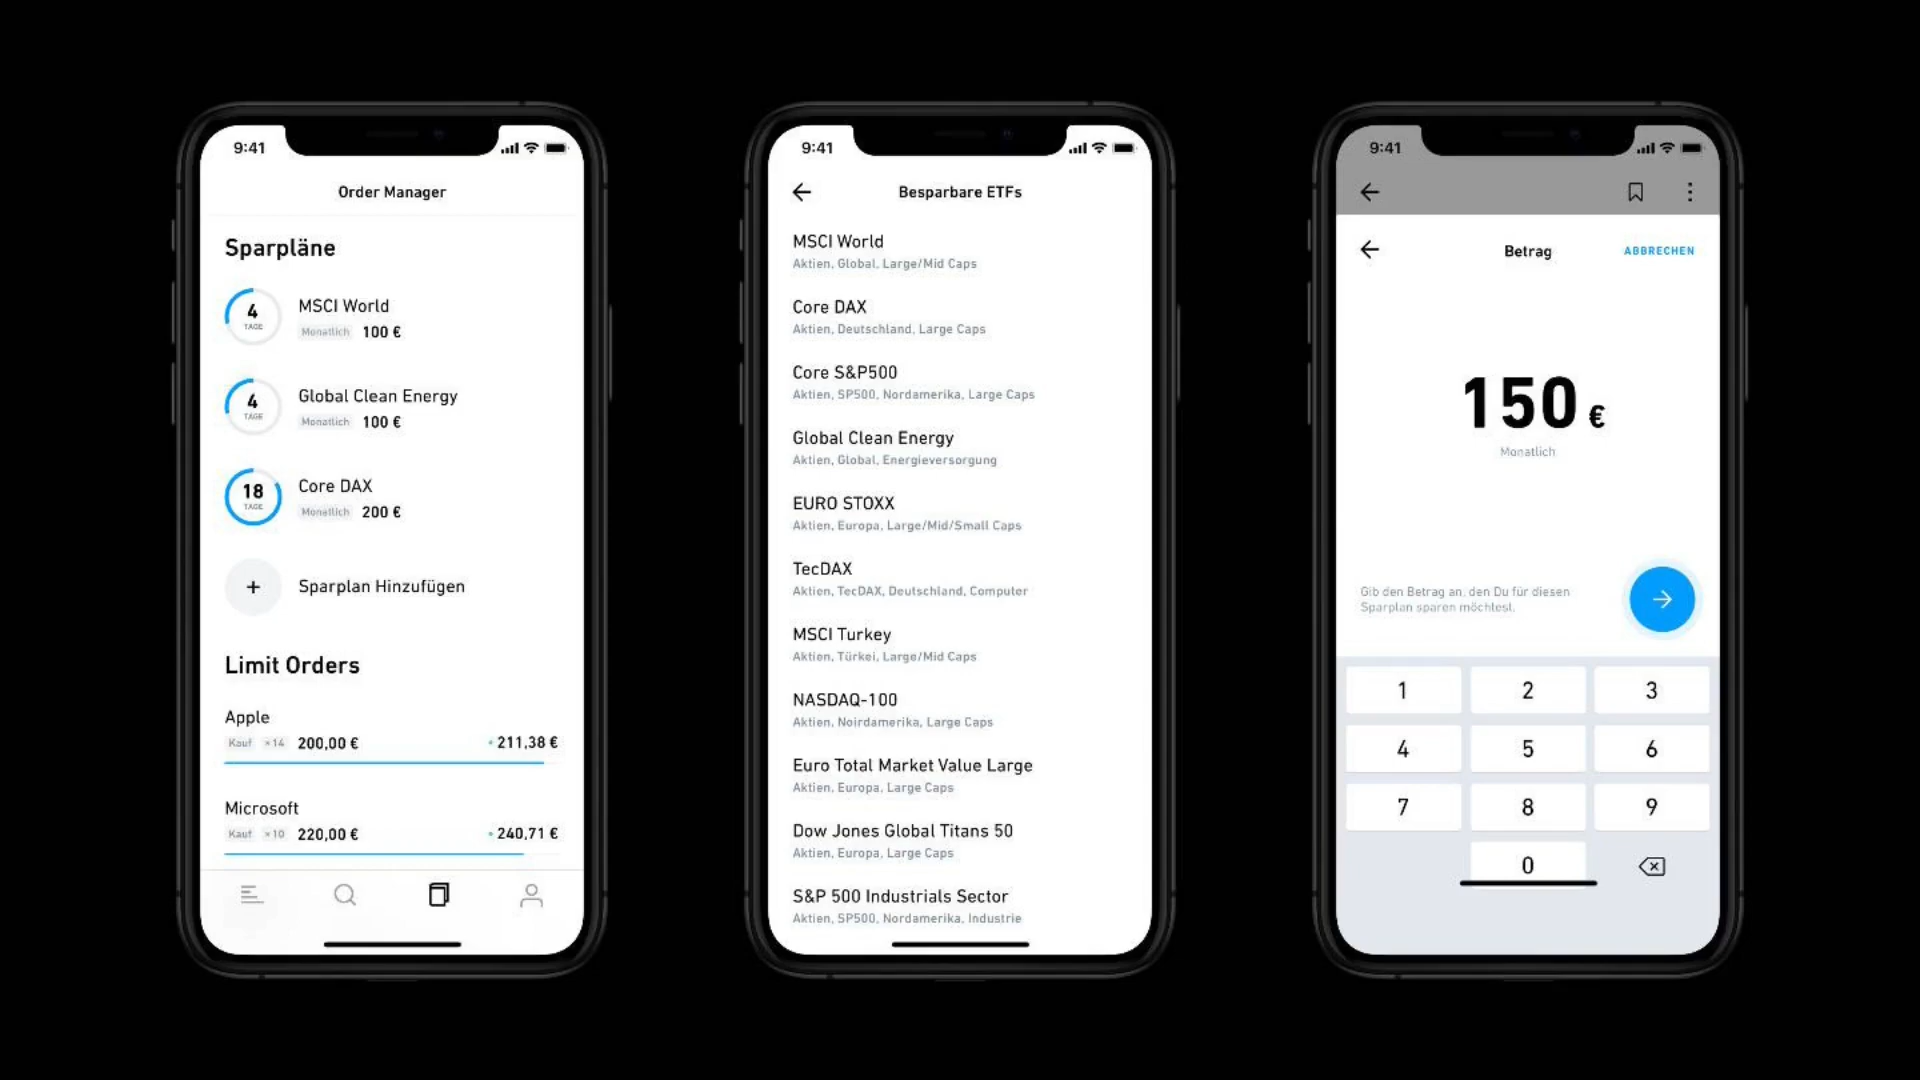 9:41
Order Manager
Sparpläne
4
TAGE
MSCI World
Monatlich 100 €
4
TAGE
Global Clean Energy
Monatlich 100 €
18
TAGE
Core DAX
Monatlich 200 €
+ Sparplan Hinzufügen
Limit Orders
Apple
Kauf ×14 200,00 € 211,38 €
Microsoft
Kauf ×10 220,00 € 240,71 €
9:41
Besparbare ETFs
MSCI World
Aktien, Global, Large/Mid Caps
Core DAX
Aktien, Deutschland, Large Caps
Core S&P500
Aktien, SP500, Nordamerika, Large Caps
Global Clean Energy
Aktien, Global, Energieversorgung
EURO STOXX
Aktien, Europa, Large/Mid/Small Caps
TecDAX
Aktien, TecDAX, Deutschland, Computer
MSCI Turkey
Aktien, Türkei, Large/Mid Caps
NASDAQ-100
Aktien, Noirdamerika, Large Caps
Euro Total Market Value Large
Aktien, Europa, Large Caps
Dow Jones Global Titans 50
Aktien, Europa, Large Caps
S&P 500 Industrials Sector
Aktien, SP500, Nordamerika, Industrie
9:41
Betrag ABBRECHEN
150 €
Monatlich
Gib den Betrag an, den Du für diesen
Sparplan sparen möchtest.
1 2 3
4 5 6
7 8 9
0